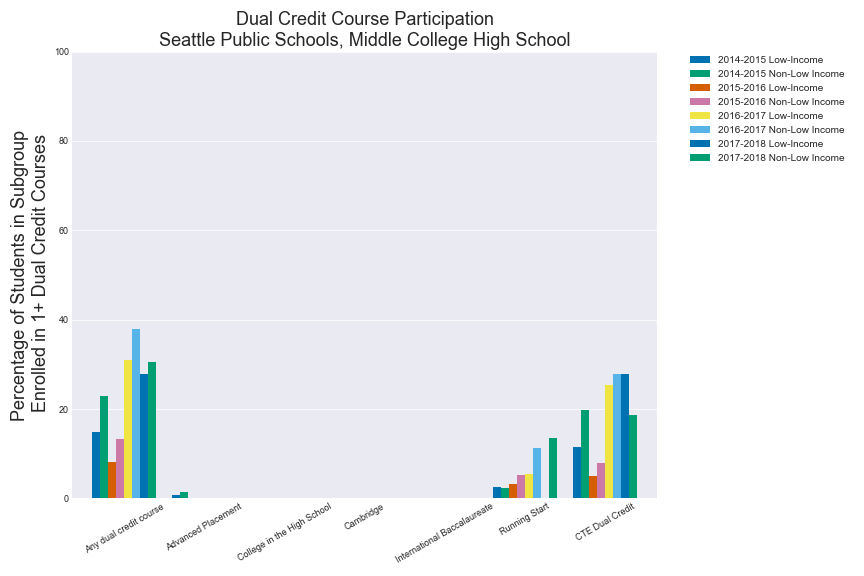 Dual Credit Course Participation
Seattle Public Schools, Middle College High School
Percentage of Students in Subgroup
Enrolled in 1+ Dual Credit Courses
100
80
60
40
20
0
Any dual credit course
Advanced Placement
College in the High School
Cambridge
International Baccalaureate
Running Start
CTE Dual Credit
2014-2015 Low-Income
2014-2015 Non-Low Income
2015-2016 Low-Income
2015-2016 Non-Low Income
2016-2017 Low-Income
2016-2017 Non-Low Income
2017-2018 Low-Income
2017-2018 Non-Low Income